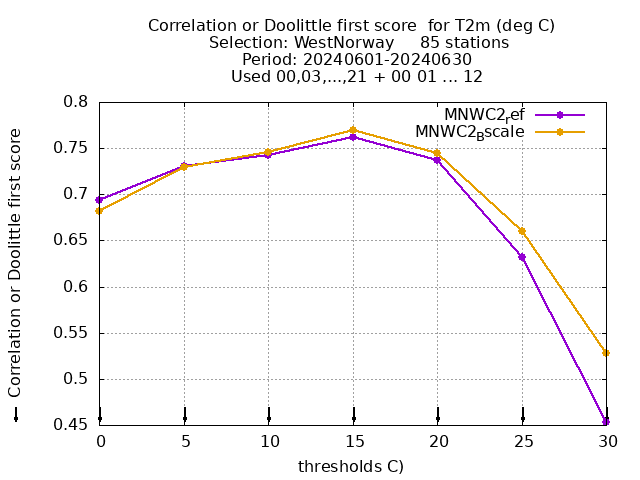 Correlation or Doolittle first score  for T2m (deg C)
Selection: WestNorway     85 stations
Period: 20240601-20240630
Used 00,03,...,21 + 00 01 ... 12
MNWC2ref
MNWC2Bscale
0.8
0.75
0.7
0.65
0.6
0.55
0.5
0.45
Correlation or Doolittle first score
0 5 10 15 20 25 30
thresholds C)